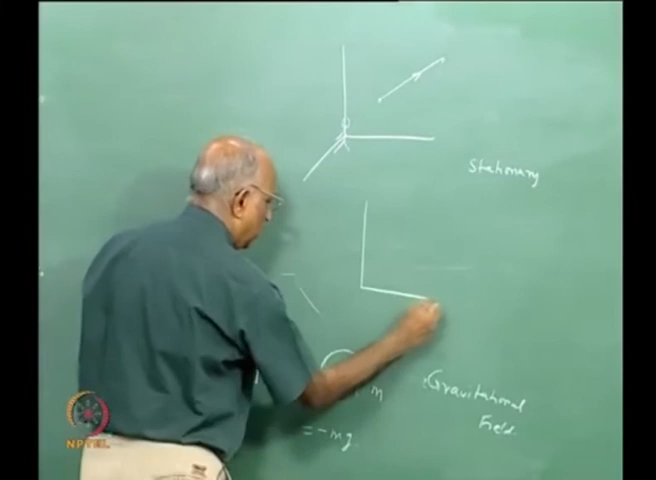 Stationary
m
Gravitational
Field.
= -mg.
NPTEL